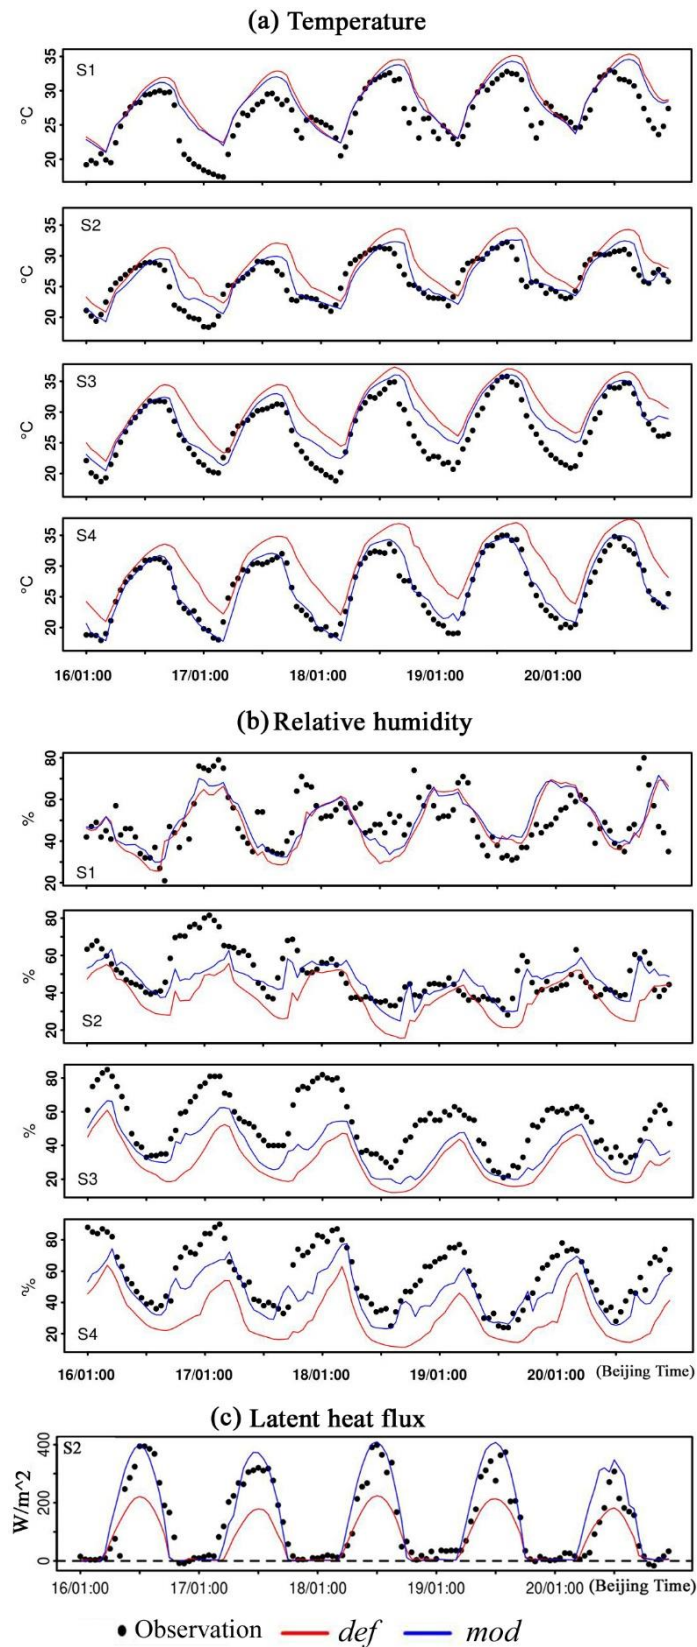 (a) Temperature
S1
°C
35
30
25
20
S2
°C
35
30
25
20
S3
°C
35
30
25
20
S4
°C
35
30
25
20
16/01:00 17/01:00 18/01:00 19/01:00 20/01:00
(b) Relative humidity
%
80
60
40
20
S1
%
80
60
40
20
S2
%
80
60
40
20
S3
%
80
60
40
20
S4
16/01:00 17/01:00 18/01:00 19/01:00 20/01:00 (Beijing Time)
(c) Latent heat flux
S2
W/m^2
400
200
0
16/01:00 17/01:00 18/01:00 19/01:00 20/01:00 (Beijing Time)
Observation def mod